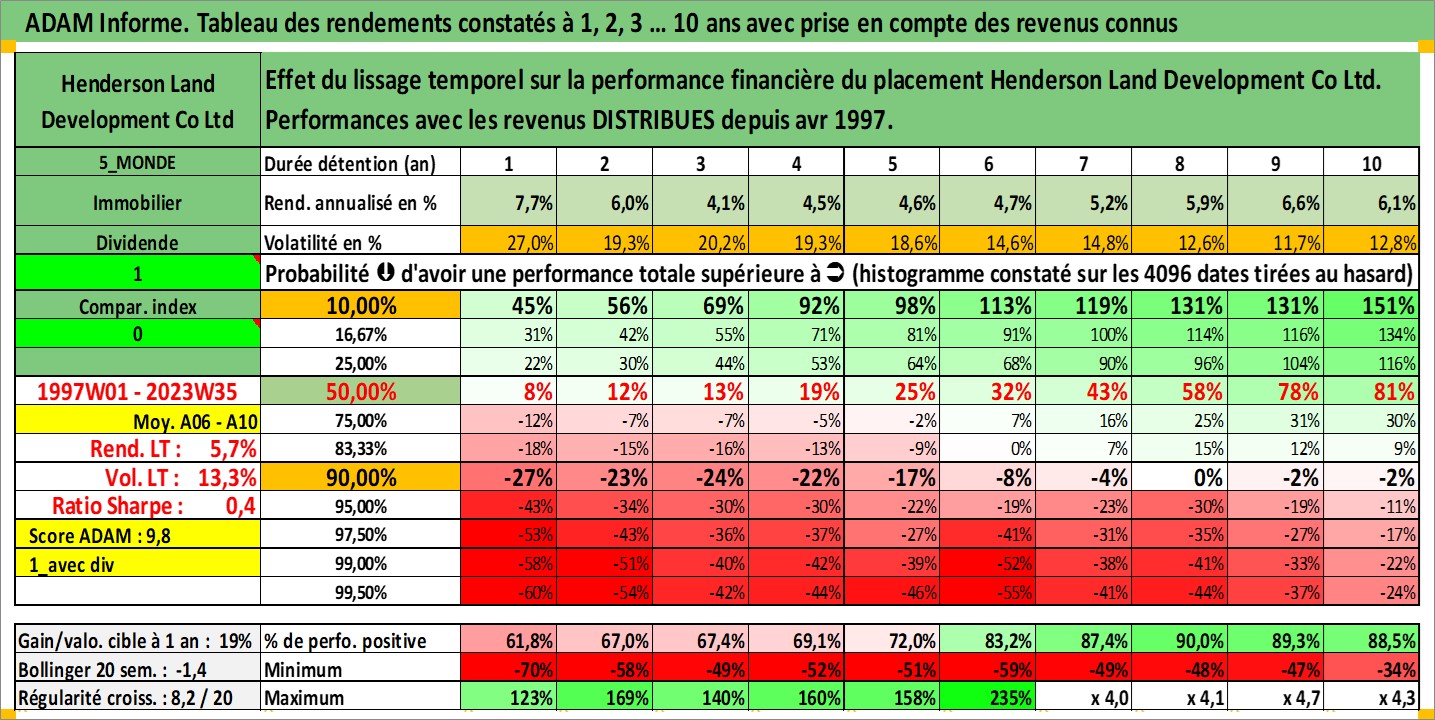 ADAM Informe. Tableau des rendements constatés à 1, 2, 3 ... 10 ans avec prise en compte des revenus connus
Henderson Land
Development Co Ltd
Effet du lissage temporel sur la performance financière du placement Henderson Land Development Co Ltd.
Performances avec les revenus DISTRIBUES depuis avr 1997.
5_MONDE Durée détention (an) 1 2 3 4 5 6 7 8 9 10
Immobilier Rend. annualisé en % 7,7% 6,0% 4,1% 4,5% 4,6% 4,7% 5,2% 5,9% 6,6% 6,1%
Dividende Volatilité en % 27,0% 19,3% 20,2% 19,3% 18,6% 14,6% 14,8% 12,6% 11,7% 12,8%
1 Probabilité d'avoir une performance totale supérieure à (histogramme constaté sur les 4096 dates tirées au hasard)
Compar. index 10,00% 45% 56% 69% 92% 98% 113% 119% 131% 131% 151%
0 16,67% 31% 42% 55% 71% 81% 91% 100% 114% 116% 134%
25,00% 22% 30% 44% 53% 64% 68% 90% 96% 104% 116%
1997W01 - 2023W35 50,00% 8% 12% 13% 19% 25% 32% 43% 58% 78% 81%
Moy. A06 - A10 75,00% -12% -7% -7% -5% -2% 7% 16% 25% 31% 30%
Rend. LT : 5,7% 83,33% -18% -15% -16% -13% -9% 0% 7% 15% 12% 9%
Vol. LT : 13,3% 90,00% -27% -23% -24% -22% -17% -8% -4% 0% -2% -2%
Ratio Sharpe : 0,4 95,00% -43% -34% -30% -30% -22% -19% -23% -30% -19% -11%
Score ADAM : 9,8 97,50% -53% -43% -36% -37% -27% -41% -31% -35% -27% -17%
1_avec div 99,00% -58% -51% -40% -42% -39% -52% -38% -41% -33% -22%
99,50% -60% -54% -42% -44% -46% -55% -41% -44% -37% -24%
Gain/valo. cible à 1 an : 19% % de perfo. positive 61,8% 67,0% 67,4% 69,1% 72,0% 83,2% 87,4% 90,0% 89,3% 88,5%
Bollinger 20 sem. : -1,4 Minimum -70% -58% -49% -52% -51% -59% -49% -48% -47% -34%
Régularité croiss. : 8,2 / 20 Maximum 123% 169% 140% 160% 158% 235% x 4,0 x 4,1 x 4,7 x 4,3